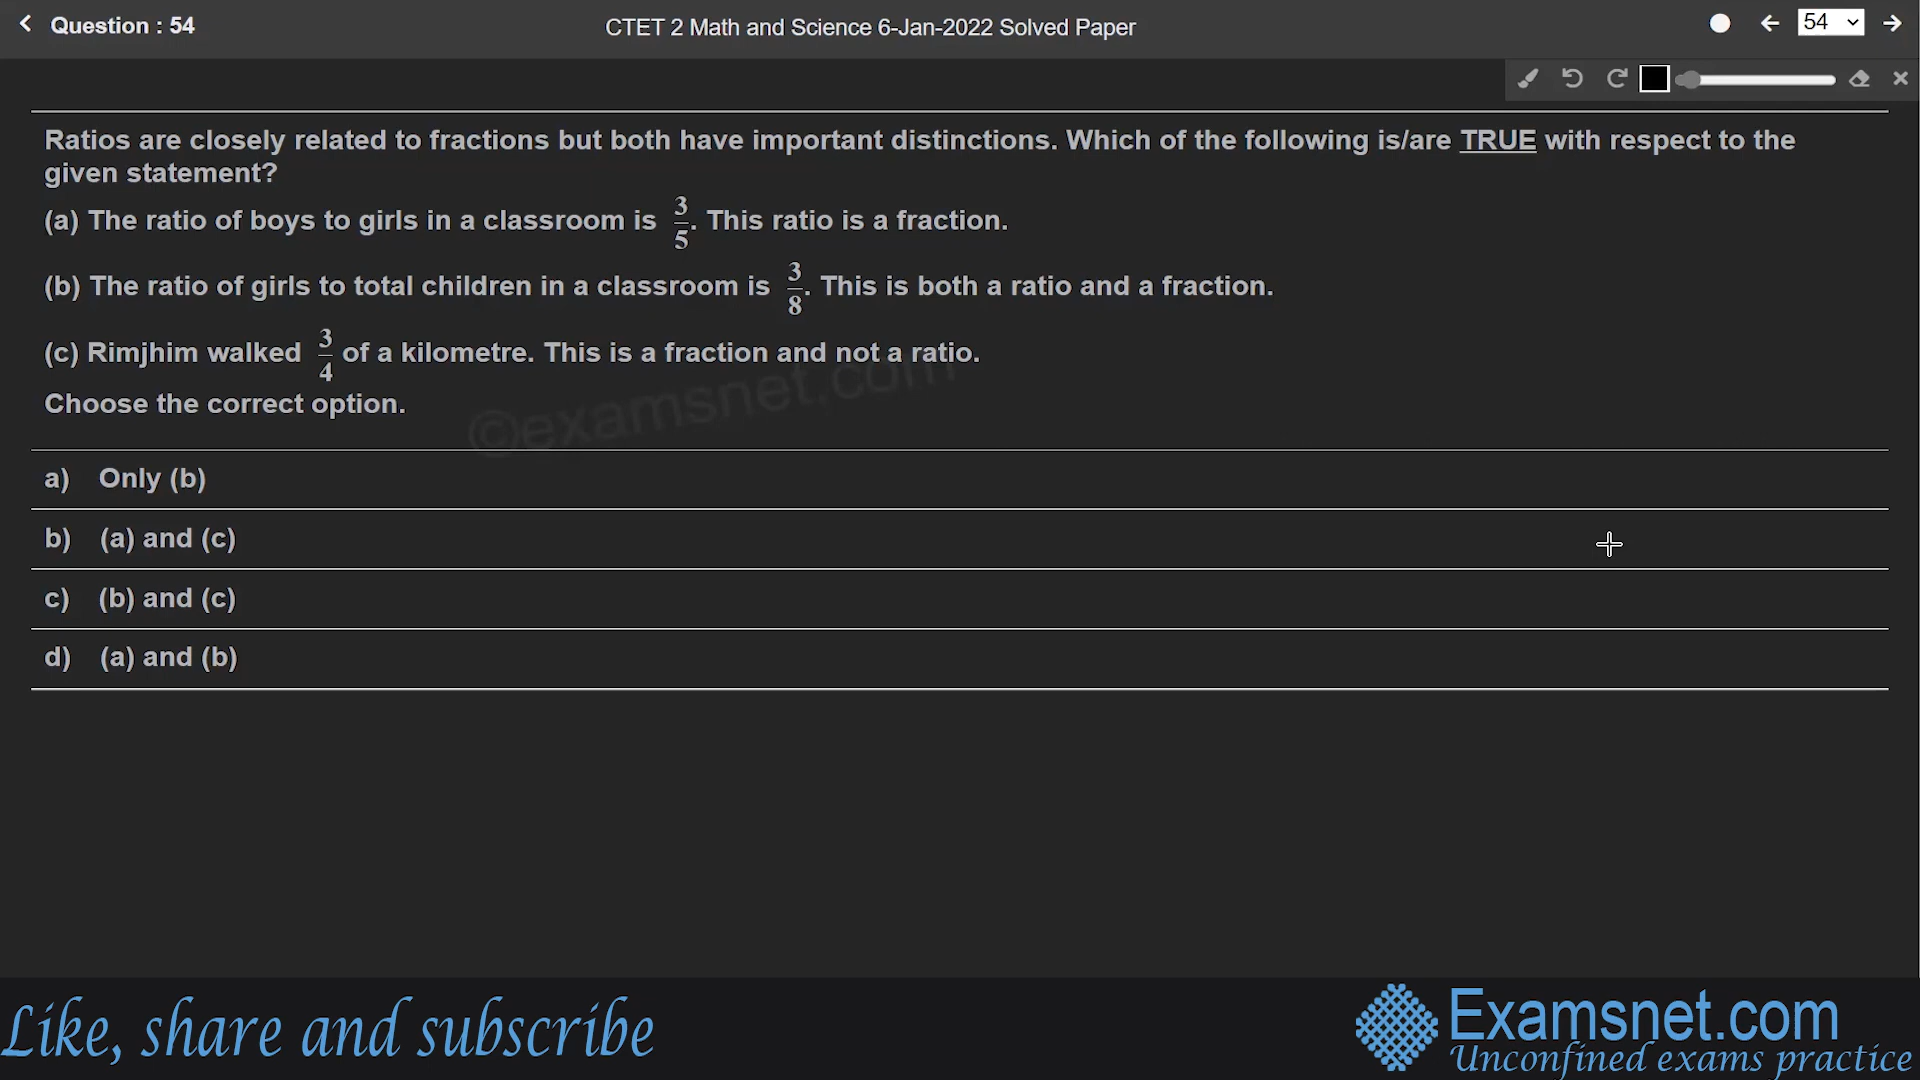 Question : 54
CTET 2 Math and Science 6-Jan-2022 Solved Paper
54
Ratios are closely related to fractions but both have important distinctions. Which of the following is/are TRUE with respect to the
given statement?
(a) The ratio of boys to girls in a classroom is 3/5. This ratio is a fraction.
(b) The ratio of girls to total children in a classroom is 3/8. This is both a ratio and a fraction.
(c) Rimjhim walked 3/4 of a kilometre. This is a fraction and not a ratio.
Choose the correct option.
©examsnet.com
a) Only (b)
b) (a) and (c)
c) (b) and (c)
d) (a) and (b)
Like, share and subscribe
Examsnet.com
Unconfined exams practice